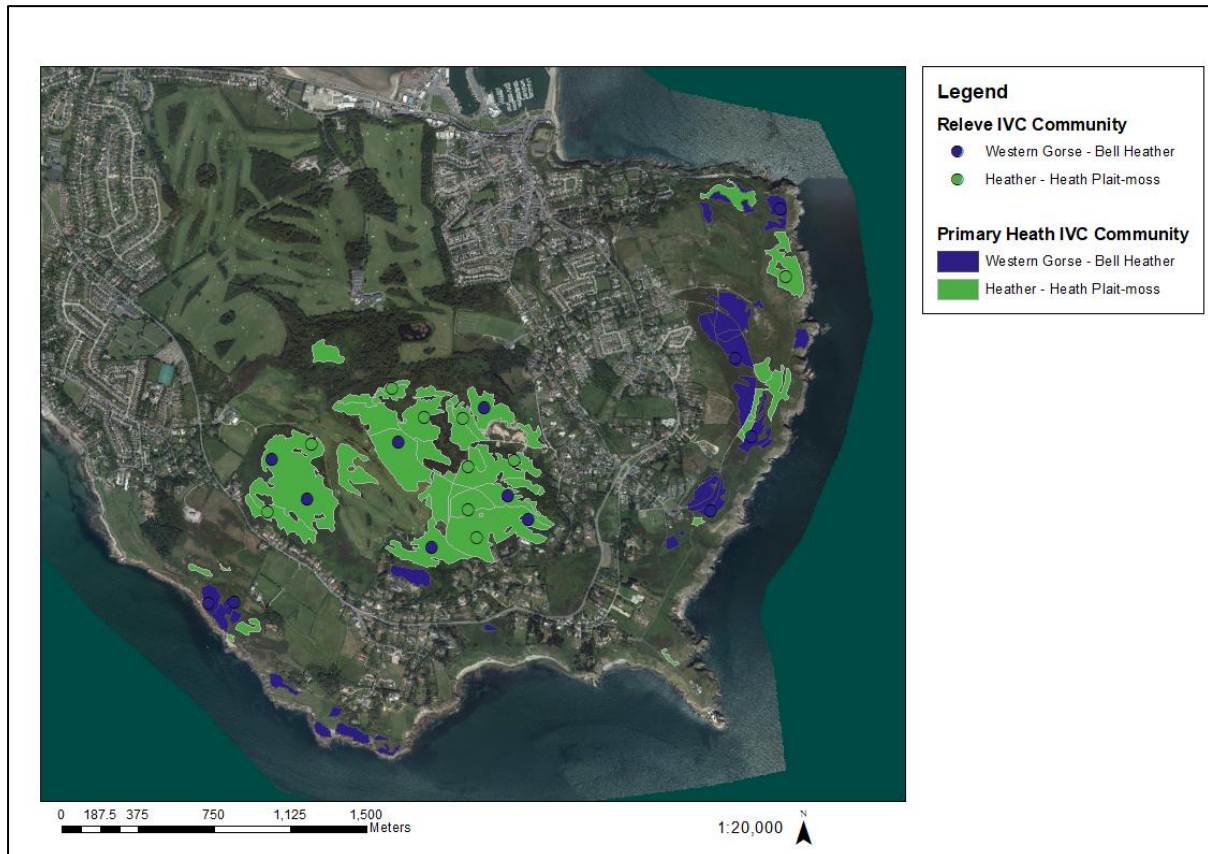 Legend
Releve IVC Community
Western Gorse - Bell Heather
Heather - Heath Plait-moss
Primary Heath IVC Community
Western Gorse - Bell Heather
Heather - Heath Plait-moss
0 187.5 375 750 1,125 1,500
Meters
1:20,000
N